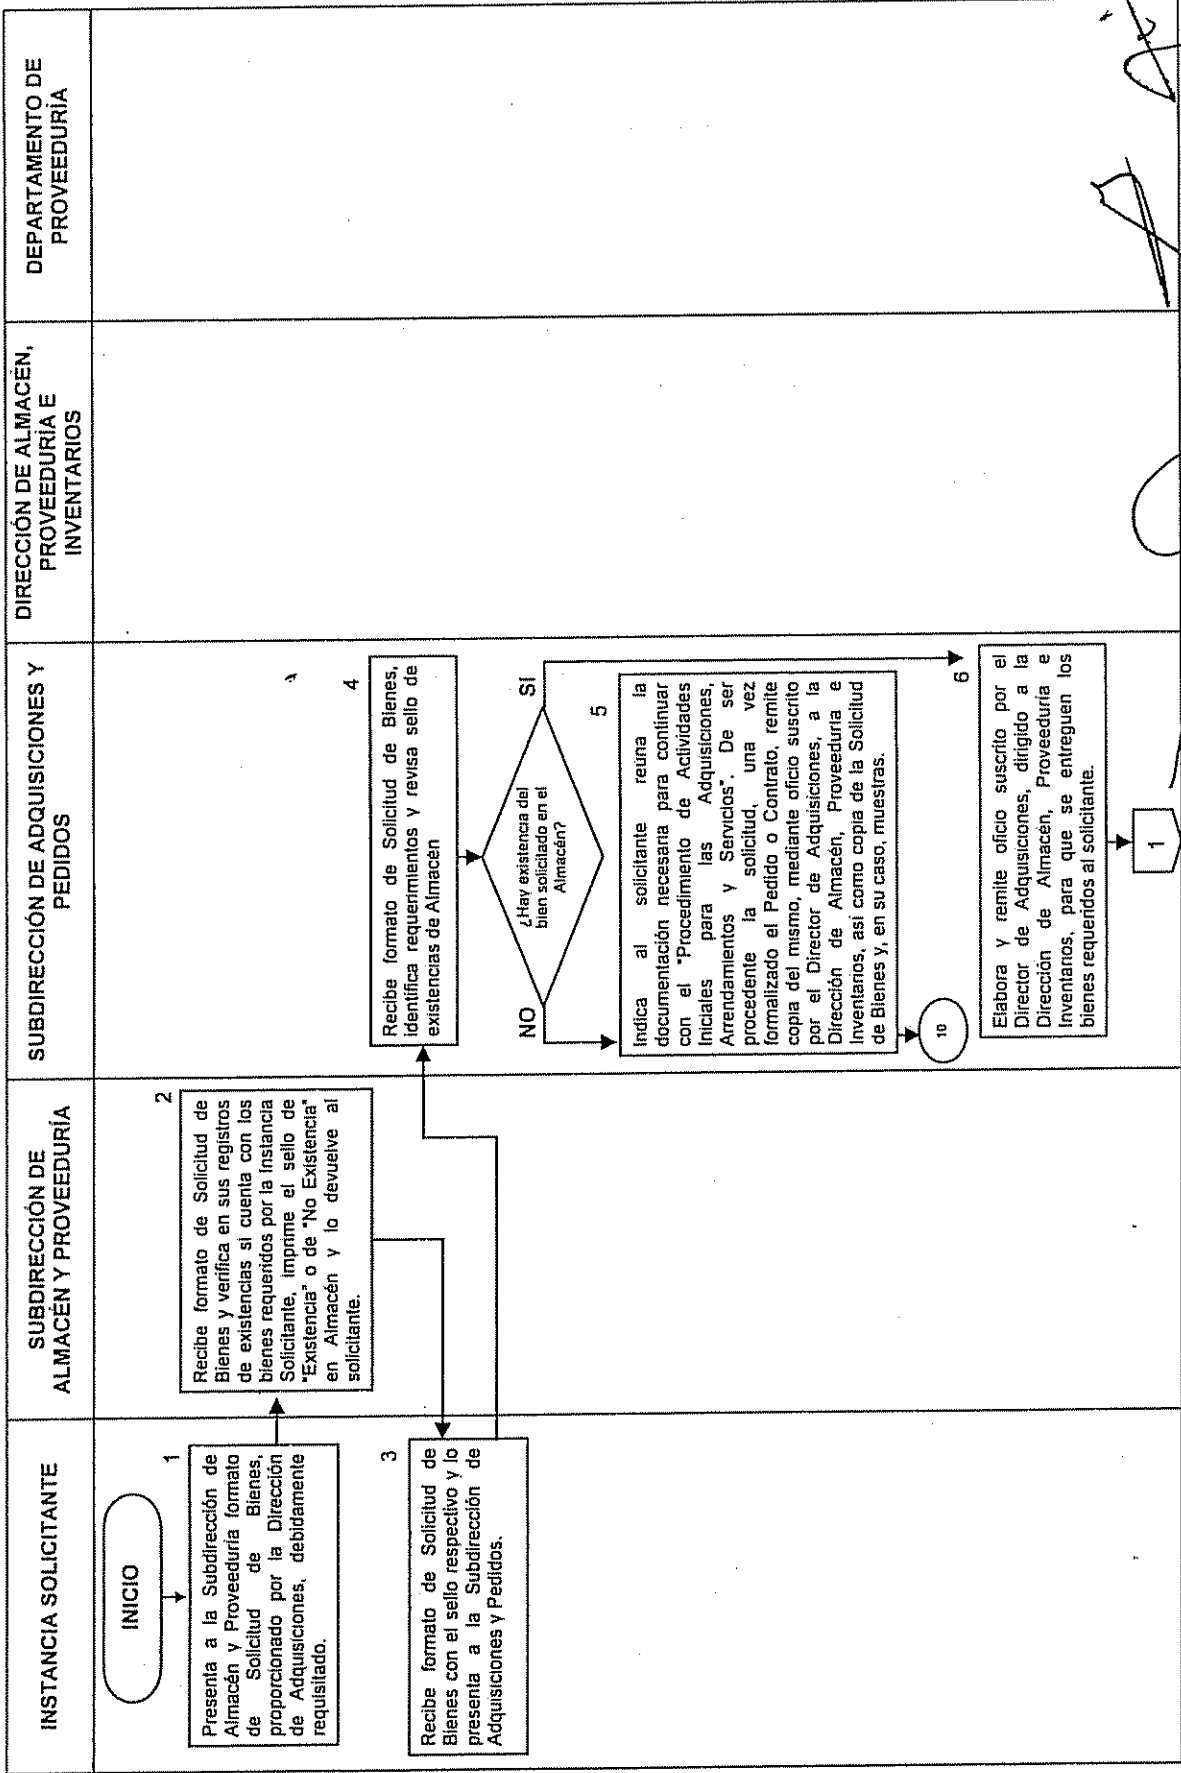 INSTANCIA SOLICITANTE
SUBDIRECCIÓN DE
ALMACÉN Y PROVEEDURÍA
SUBDIRECCIÓN DE ADQUISICIONES Y
PEDIDOS
DIRECCIÓN DE ALMACÉN,
PROVEEDURÍA E
INVENTARIOS
DEPARTAMENTO DE
PROVEEDURÍA
INICIO
1
Presenta a la Subdirección de
Almacén y Proveeduría formato
de Solicitud de Bienes,
proporcionado por la Dirección
de Adquisiciones, debidamente
requisitado.
2
Recibe formato de Solicitud de
Bienes y verifica en sus registros
de existencias si cuenta con los
bienes requeridos por la Instancia
Solicitante, imprime el sello de
"Existencia" o de "No Existencia"
en Almacén y lo devuelve al
solicitante.
3
Recibe formato de Solicitud de
Bienes con el sello respectivo y lo
presenta a la Subdirección de
Adquisiciones y Pedidos.
4
Recibe formato de Solicitud de Bienes,
identifica requerimientos y revisa sello de
existencias de Almacén
¿Hay existencia del
bien solicitado en el
Almacén?
NO
SI
5
Indica al solicitante reúna la
documentación necesaria para continuar
con el "Procedimiento de Actividades
Iniciales para las Adquisiciones,
Arrendamientos y Servicios". De ser
procedente la solicitud, una vez
formalizado el Pedido o Contrato, remite
copia del mismo, mediante oficio suscrito
por el Director de Adquisiciones, a la
Dirección de Almacén, Proveeduría e
Inventarios, así como copia de la Solicitud
de Bienes y, en su caso, muestras.
10
6
Elabora y remite oficio suscrito por el
Director de Adquisiciones, dirigido a la
Dirección de Almacén, Proveeduría e
Inventarios, para que se entreguen los
bienes requeridos al solicitante.
1